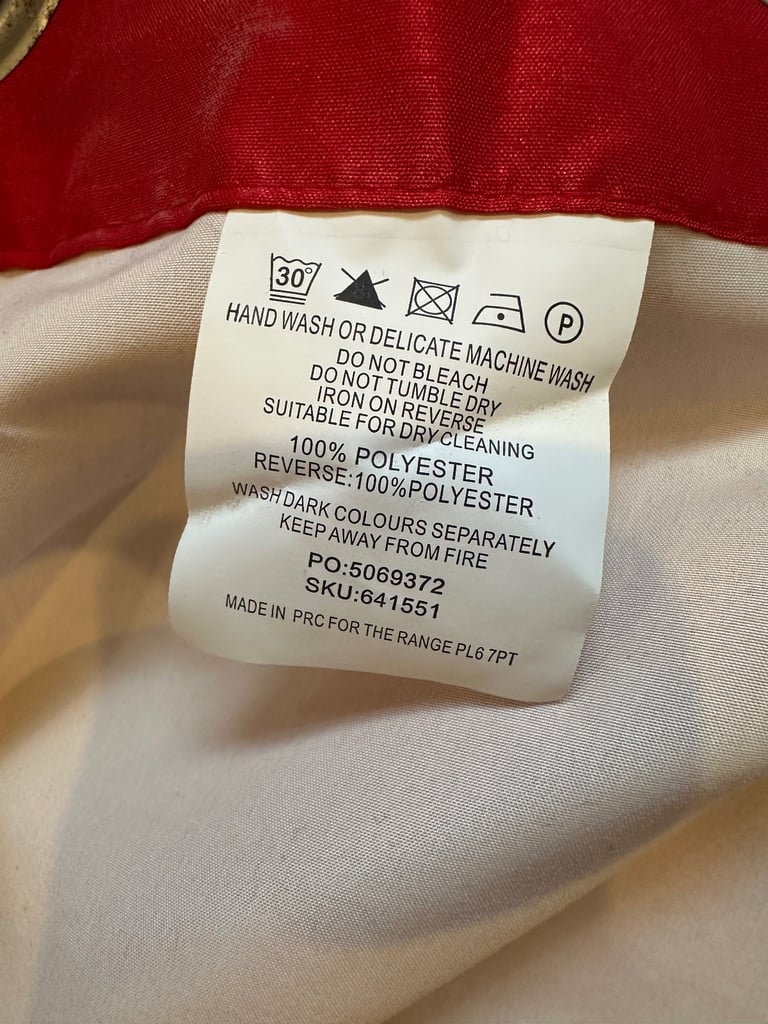 30°
P
HAND WASH OR DELICATE MACHINE WASH
DO NOT BLEACH
DO NOT TUMBLE DRY
IRON ON REVERSE
SUITABLE FOR DRY CLEANING
100% POLYESTER
REVERSE:100%POLYESTER
WASH DARK COLOURS SEPARATELY
KEEP AWAY FROM FIRE
PO:5069372
SKU:641551
MADE IN PRC FOR THE RANGE PL6 7PT